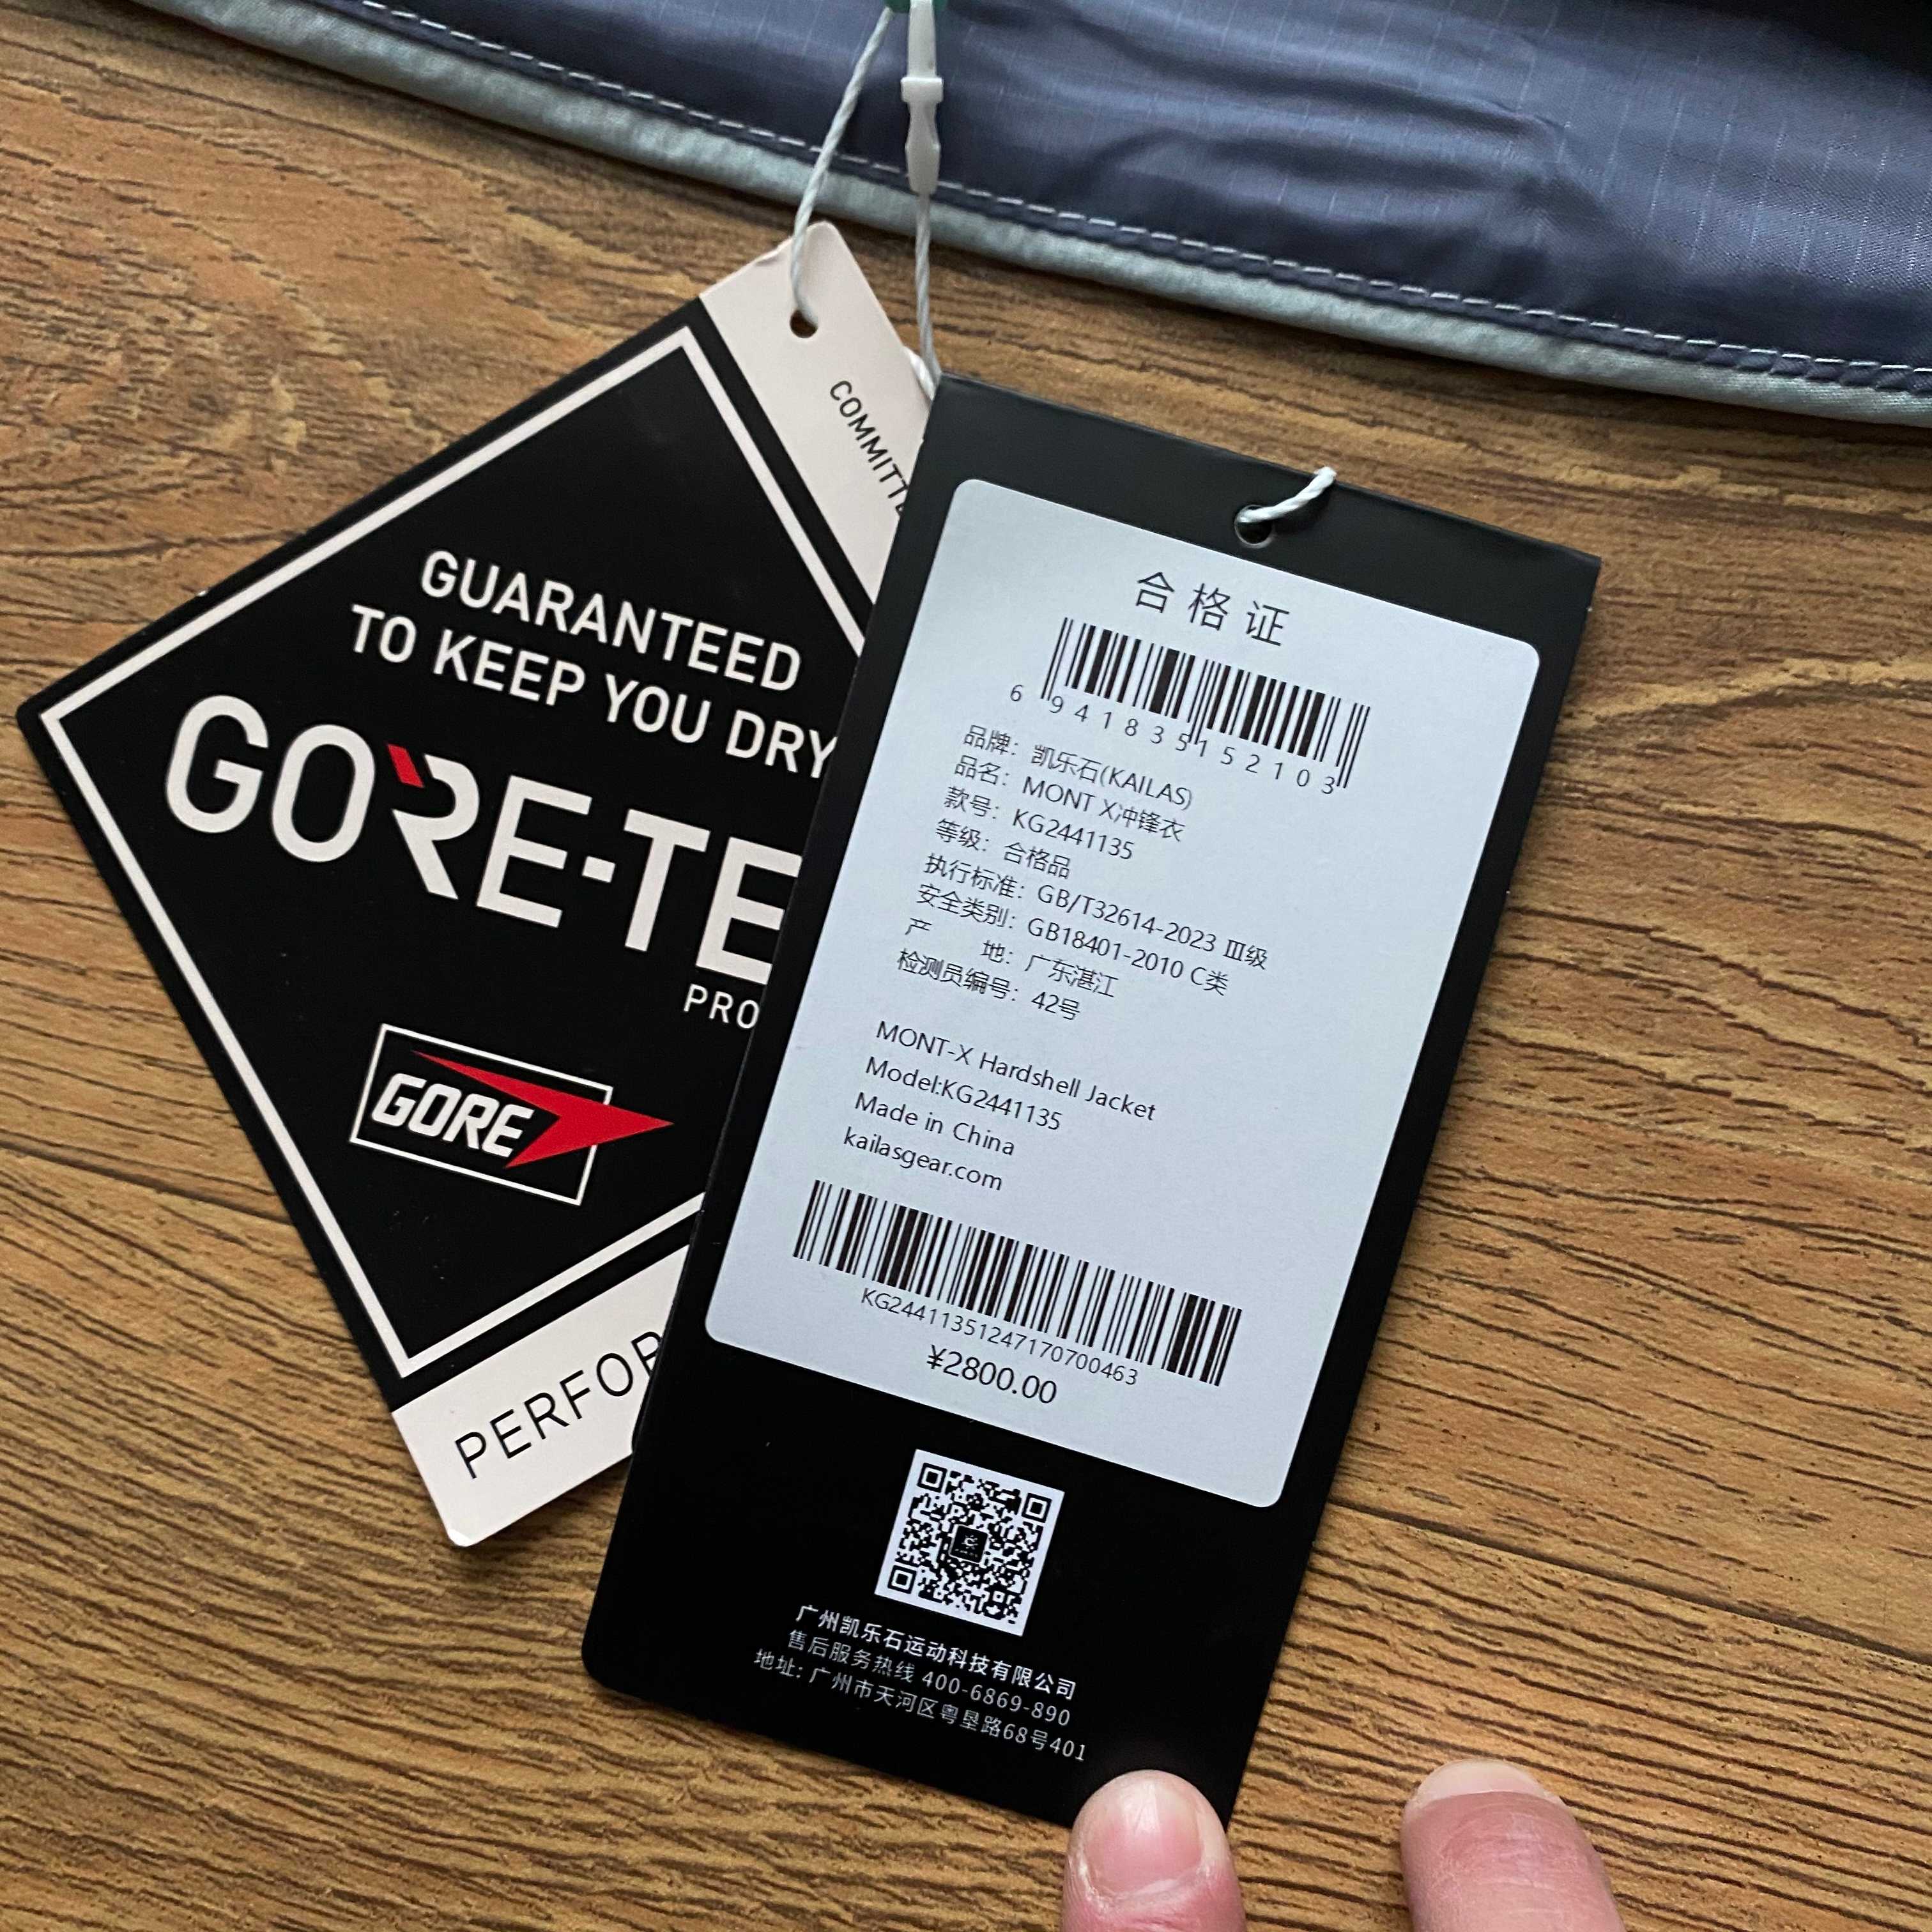 COMMITTE
GUARANTEED
TO KEEP YOU DRY
GORE-TE
PRO
GORE
PERFOR
合格证
6 941835 152103
品牌：凯乐石(KAILAS)
品名：MONT X冲锋衣
款号：KG2441135
等级：合格品
执行标准：GB/T32614-2023 Ⅲ级
安全类别：GB18401-2010 C类
产 地：广东湛江
检测员编号：42号
MONT-X Hardshell Jacket
Model:KG2441135
Made in China
kailasgear.com
KG24411351247170700463
¥2800.00
广州凯乐石运动科技有限公司
售后服务热线 400-6869-890
地址: 广州市天河区粤垦路68号401